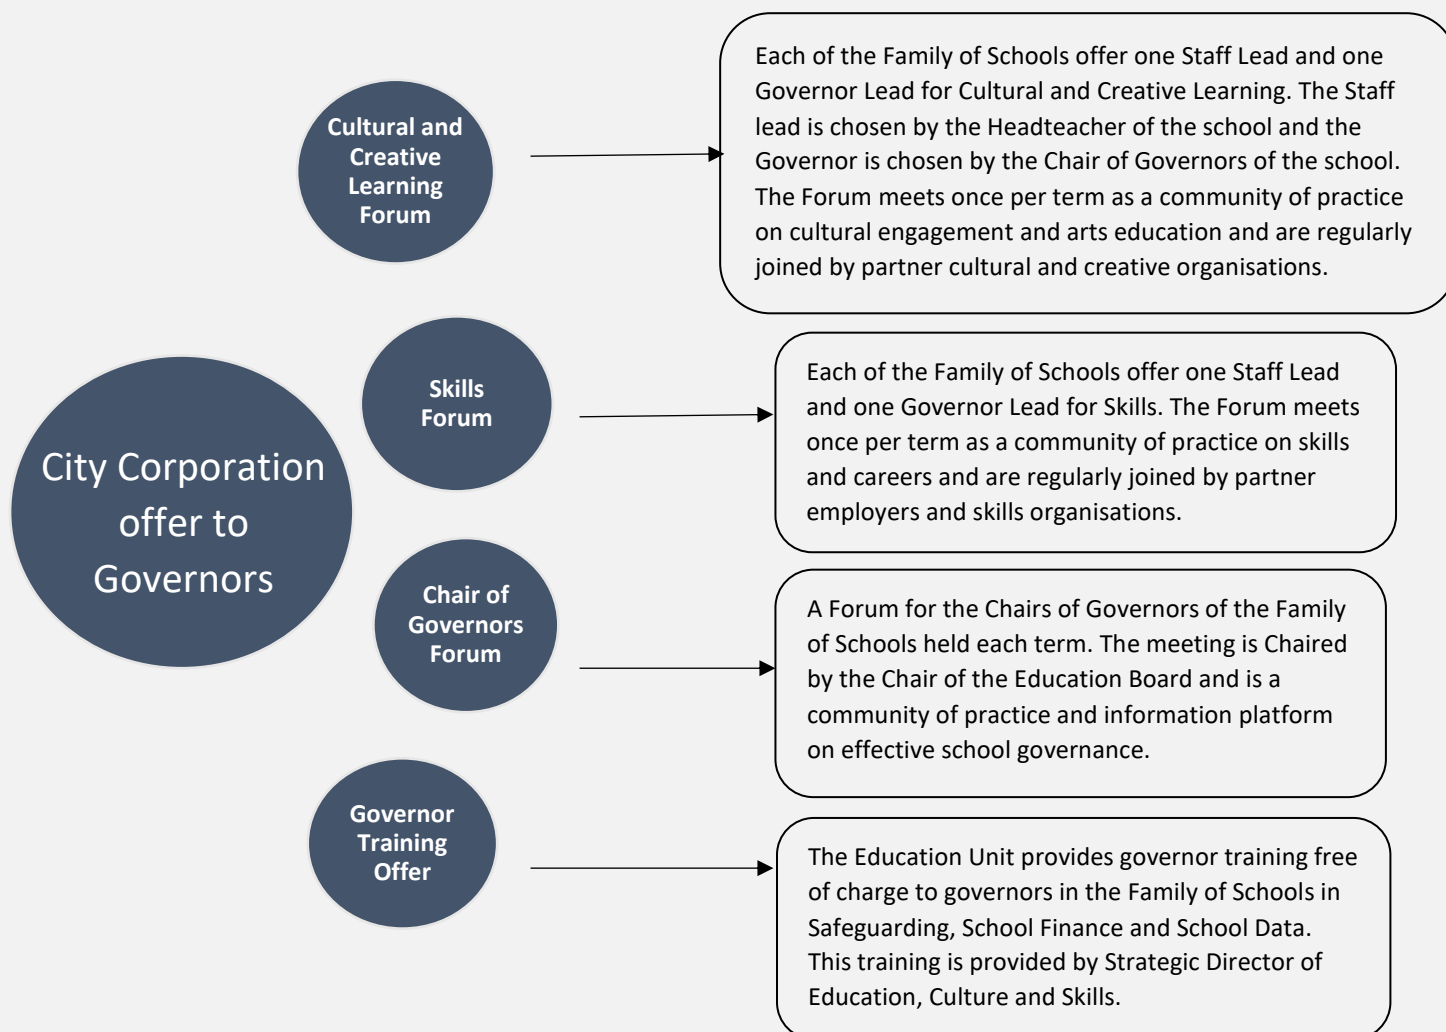 Cultural and
Creative
Learning
Forum
Each of the Family of Schools offer one Staff Lead and one
Governor Lead for Cultural and Creative Learning. The Staff
lead is chosen by the Headteacher of the school and the
Governor is chosen by the Chair of Governors of the school.
The Forum meets once per term as a community of practice
on cultural engagement and arts education and are regularly
joined by partner cultural and creative organisations.
City Corporation
offer to
Governors
Skills
Forum
Each of the Family of Schools offer one Staff Lead
and one Governor Lead for Skills. The Forum meets
once per term as a community of practice on skills
and careers and are regularly joined by partner
employers and skills organisations.
Chair of
Governors
Forum
A Forum for the Chairs of Governors of the Family
of Schools held each term. The meeting is Chaired
by the Chair of the Education Board and is a
community of practice and information platform
on effective school governance.
Governor
Training
Offer
The Education Unit provides governor training free
of charge to governors in the Family of Schools in
Safeguarding, School Finance and School Data.
This training is provided by Strategic Director of
Education, Culture and Skills.